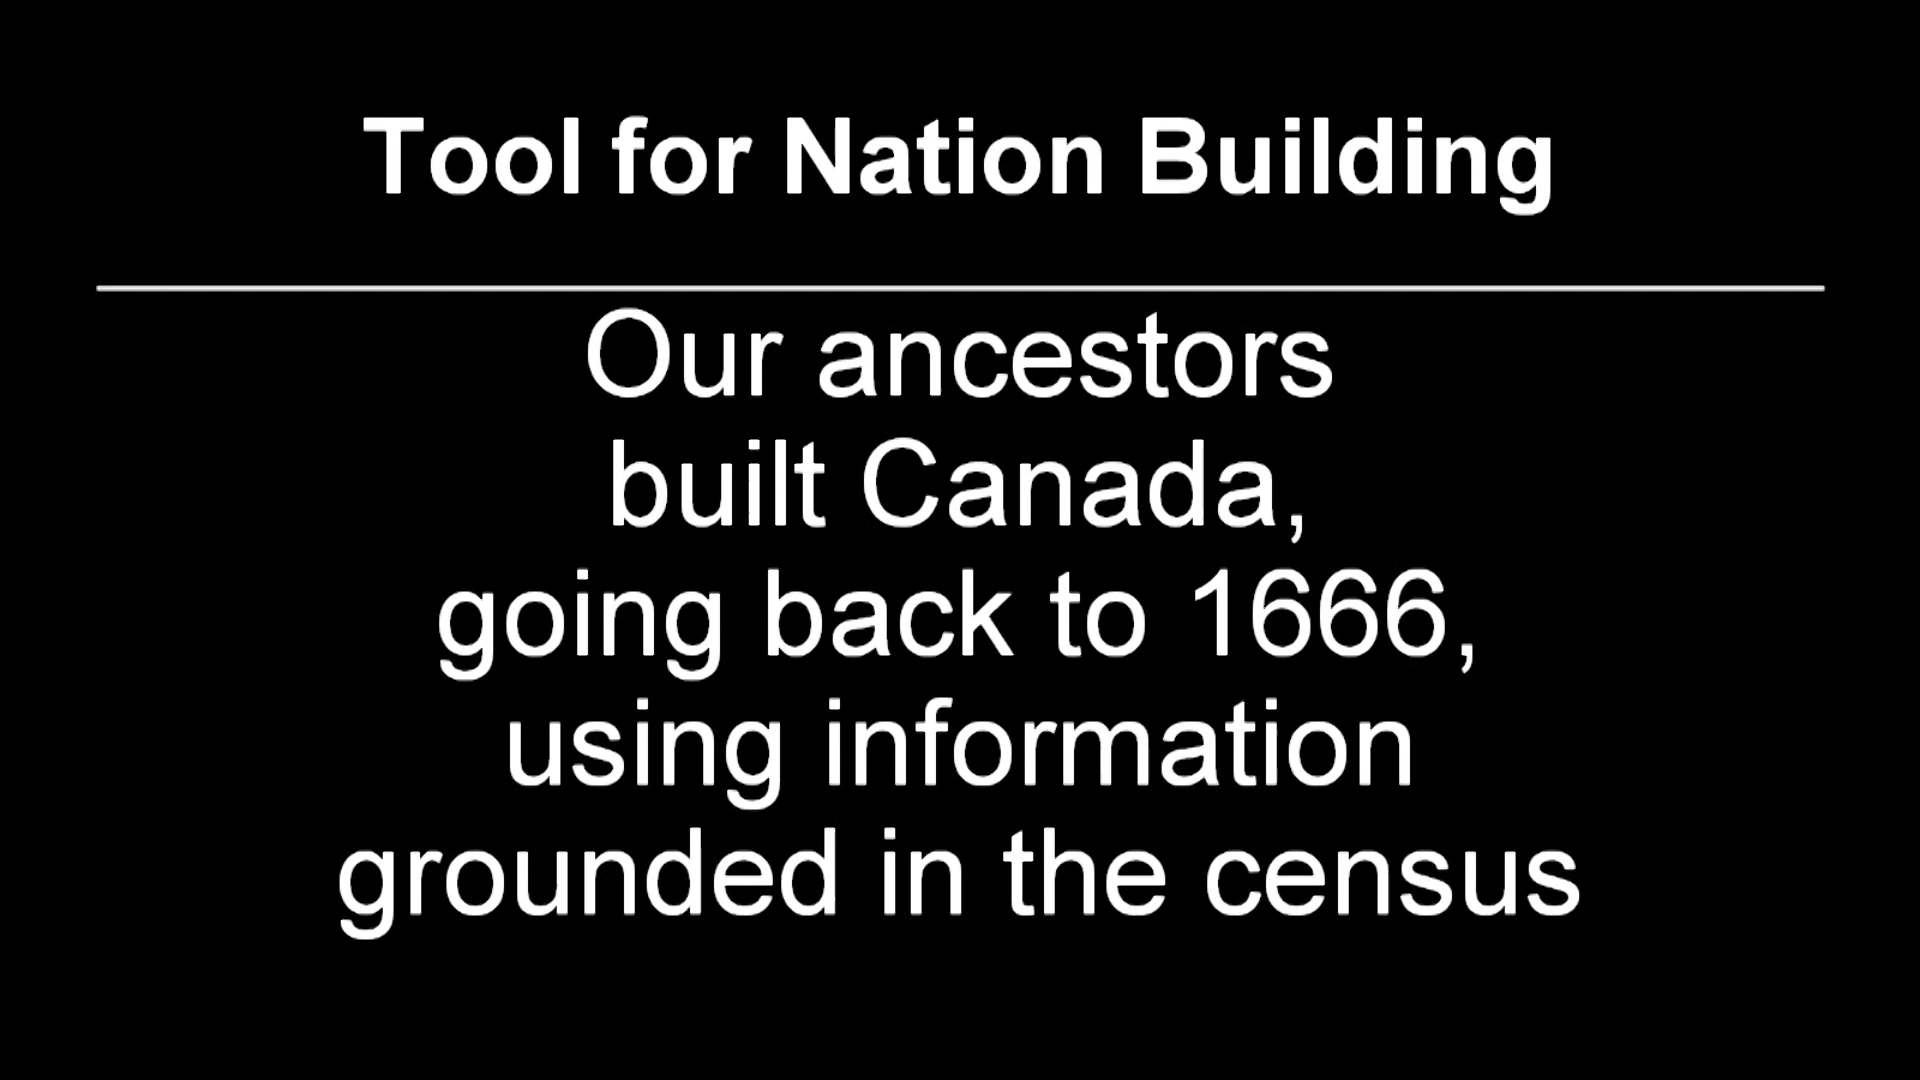 Tool for Nation Building
Our ancestors
built Canada,
going back to 1666,
using information
grounded in the census